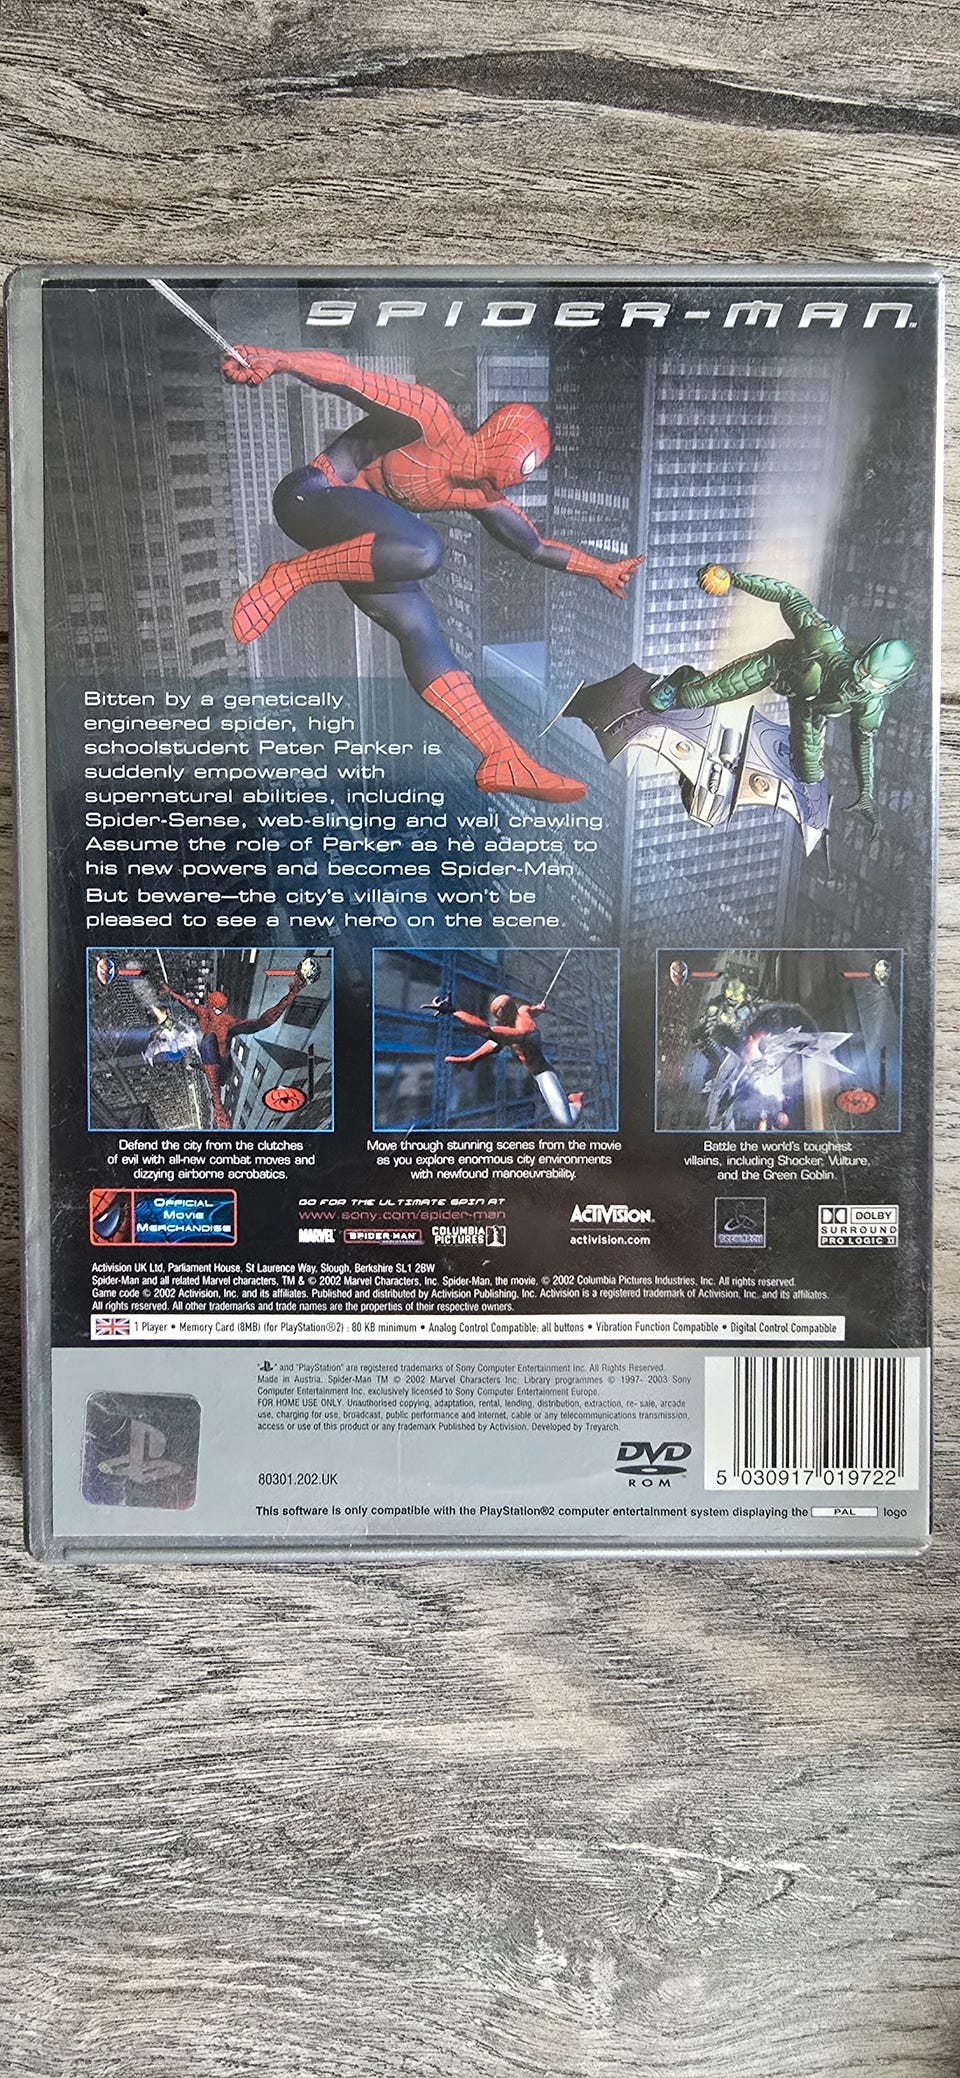 SPIDER-MAN™
Bitten by a genetically
engineered spider, high
schoolstudent Peter Parker is
suddenly empowered with
supernatural abilities, including
Spider-Sense, web-slinging and wall crawling.
Assume the role of Parker as he adapts to
his new powers and becomes Spider-Man.
But beware—the city's villains won't be
pleased to see a new hero on the scene.
Defend the city from the clutches
of evil with all-new combat moves and
dizzying airborne acrobatics.
Move through stunning scenes from the movie
as you explore enormous city environments
with newfound manoeuvrability.
Battle the world's toughest
villains, including Shocker, Vulture,
and the Green Goblin.
OFFICIAL
MOVIE
MERCHANDISE
GO FOR THE ULTIMATE SPIN AT
www.sony.com/spider-man
MARVEL SPIDER-MAN COLUMBIA
PICTURES
ACTIVISION.
activision.com
TREYARCH
DOLBY
SURROUND
PRO LOGIC II
Activision UK Ltd, Parliament House, St Laurence Way, Slough, Berkshire SL1 2BW
Spider-Man and all related Marvel characters, TM & © 2002 Marvel Characters, Inc. Spider-Man, the movie, © 2002 Columbia Pictures Industries, Inc. All rights reserved.
Game code © 2002 Activision, Inc. and its affiliates. Published and distributed by Activision Publishing, Inc. Activision is a registered trademark of Activision, Inc. and its affiliates.
All rights reserved. All other trademarks and trade names are the properties of their respective owners.
1 Player • Memory Card (8MB) (for PlayStation®2) : 80 KB minimum • Analog Control Compatible: all buttons • Vibration Function Compatible • Digital Control Compatible
" " and "PlayStation" are registered trademarks of Sony Computer Entertainment Inc. All Rights Reserved.
Made in Austria. Spider-Man TM © 2002 Marvel Characters Inc. Library programmes © 1997- 2003 Sony
Computer Entertainment Inc. exclusively licensed to Sony Computer Entertainment Europe.
FOR HOME USE ONLY. Unauthorised copying, adaptation, rental, lending, distribution, extraction, re- sale, arcade
use, charging for use, broadcast, public performance and internet, cable or any telecommunications transmission,
access or use of this product or any trademark Published by Activision. Developed by Treyarch.
DVD
ROM
80301.202.UK
5 030917 019722
This software is only compatible with the PlayStation®2 computer entertainment system displaying the PAL logo